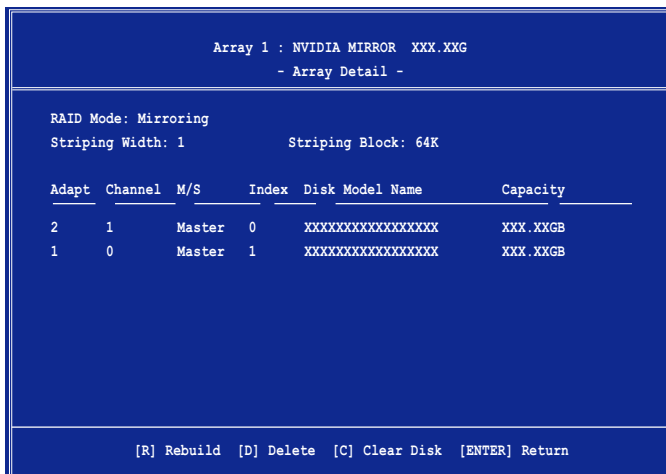 Array 1 : NVIDIA MIRROR XXX.XXG
- Array Detail -
RAID Mode: Mirroring
Striping Width: 1 Striping Block: 64K
Adapt Channel M/S Index Disk Model Name Capacity
2 1 Master 0 XXXXXXXXXXXXXXXXX XXX.XXGB
1 0 Master 1 XXXXXXXXXXXXXXXXX XXX.XXGB
[R] Rebuild [D] Delete [C] Clear Disk [ENTER] Return